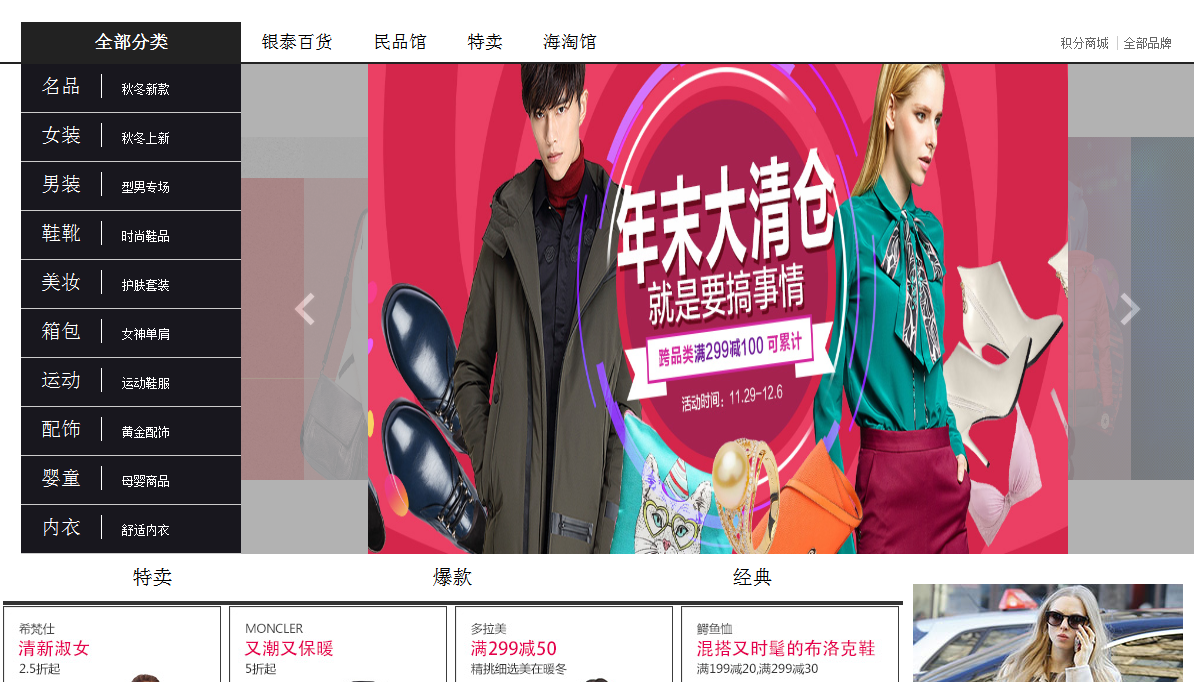 全部分类
银泰百货
民品馆
特卖
海淘馆
积分商城
全部品牌
名品
秋冬新款
女装
秋冬上新
男装
型男专场
鞋靴
时尚鞋品
美妆
护肤套装
箱包
女神单肩
运动
运动鞋服
配饰
黄金配饰
婴童
母婴商品
内衣
舒适内衣
年末大清仓
就是要搞事情
跨品类满299减100 可累计
活动时间：11.29-12.6
特卖
爆款
经典
希梵仕
清新淑女
2.5折起
MONCLER
又潮又保暖
5折起
多拉美
满299减50
精挑细选美在暖冬
鳄鱼恤
混搭又时髦的布洛克鞋
满199减20,满299减30